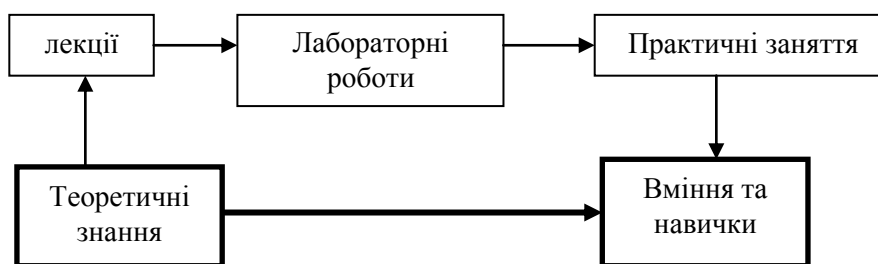 лекції
Лабораторні
роботи
Практичні заняття
Теоретичні
знання
Вміння та
навички